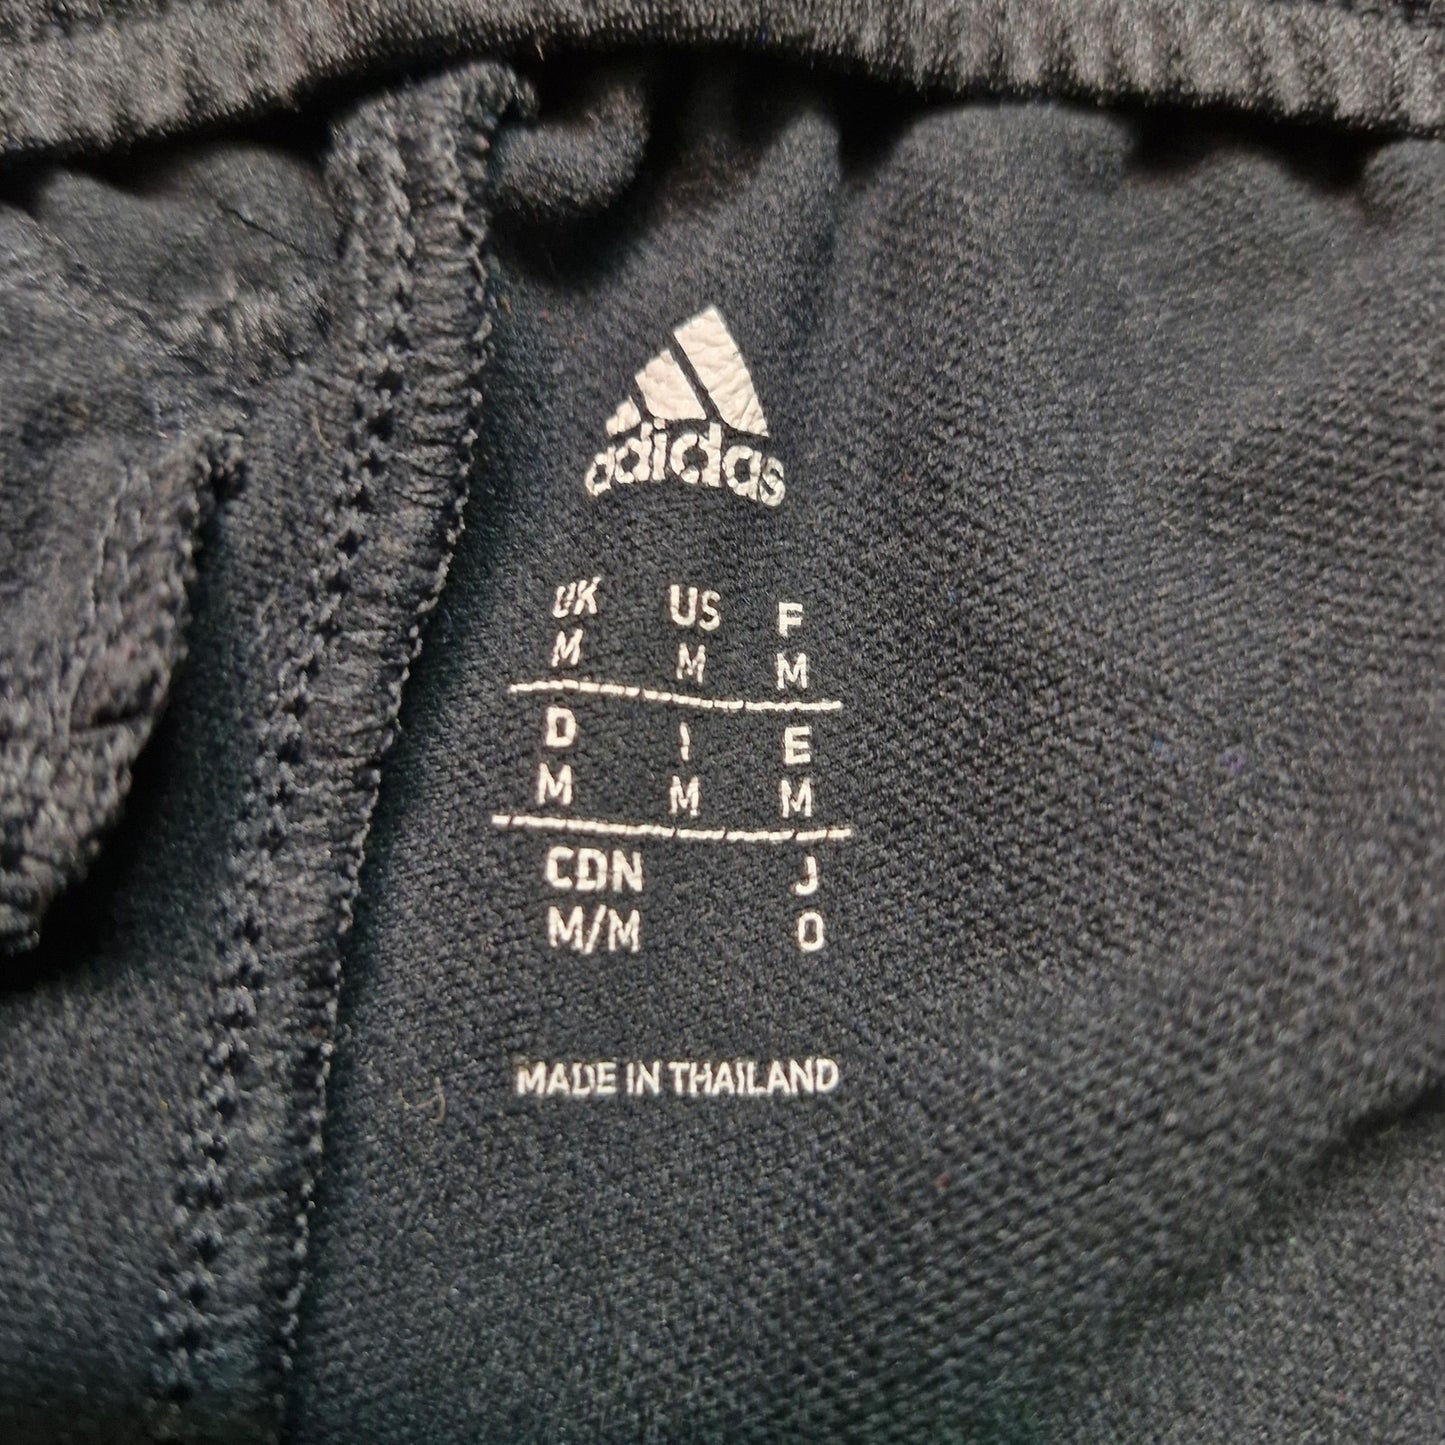 adidas
UK US F
M M M
D I E
M M M
CDN J
M/M O
MADE IN THAILAND